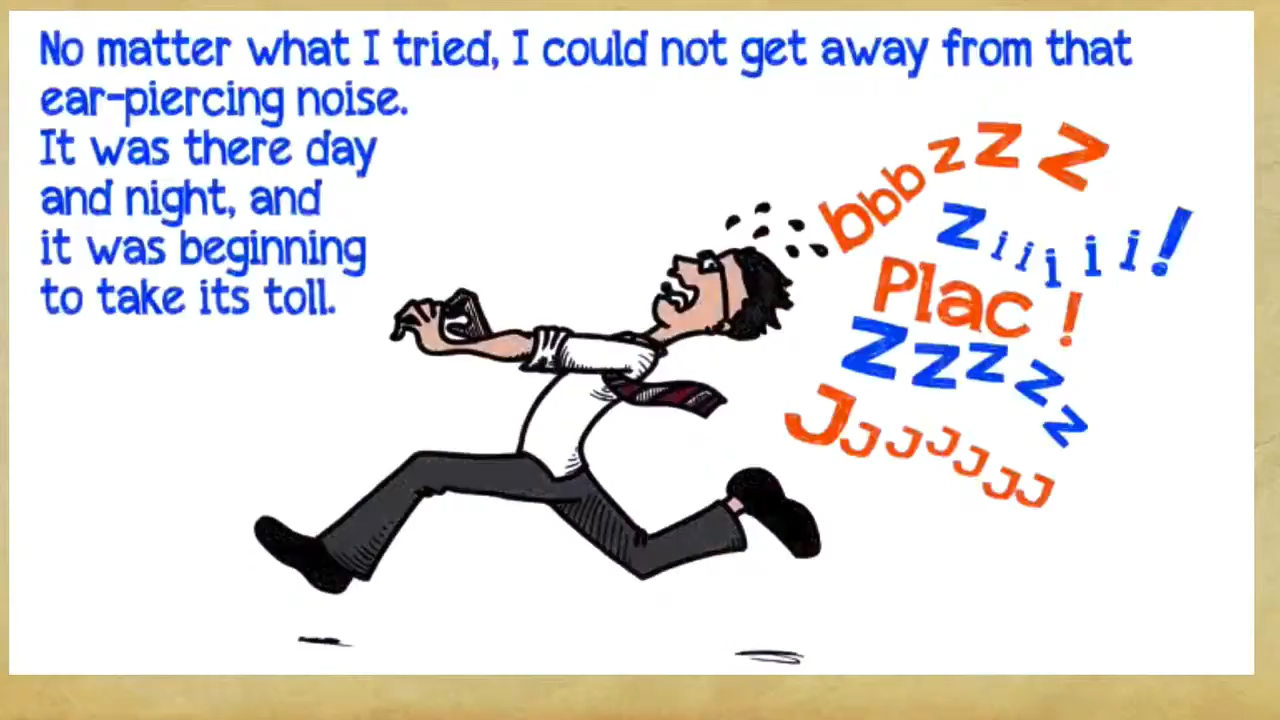 No matter what I tried, I could not get away from that
ear-piercing noise.
It was there day
and night, and
it was beginning
to take its toll.
bbbzzz
Ziiiii!
Plac!
Zzzzz
JJJJJJJ